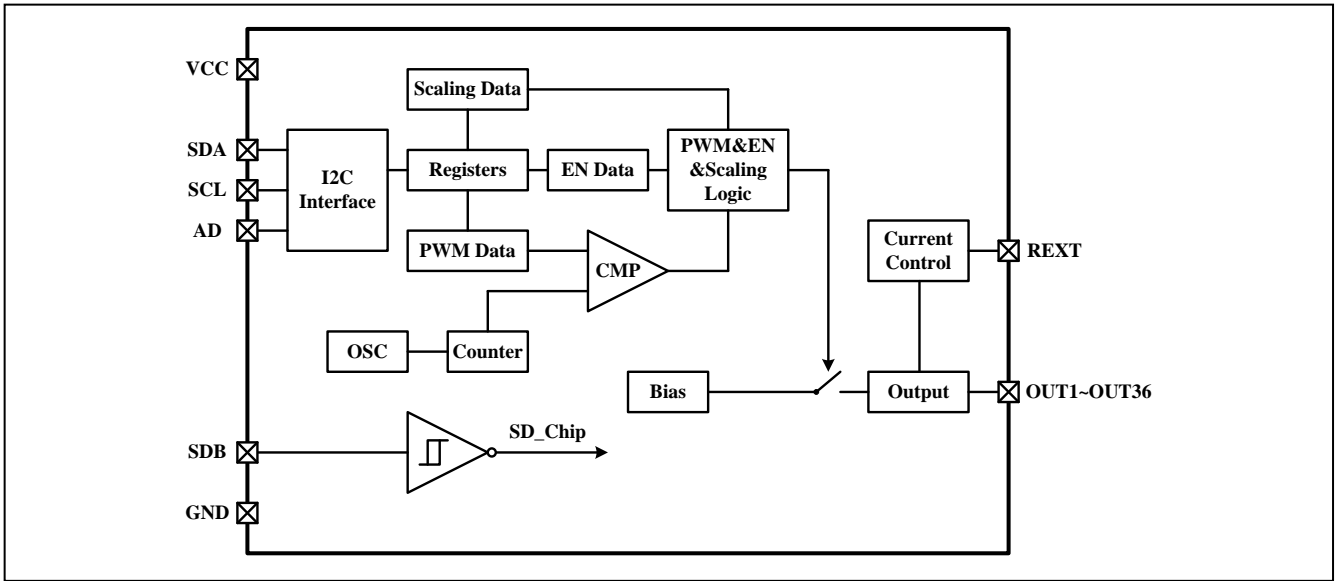 VCC
Scaling Data
SDA
SCL
AD
I2C
Interface
Registers
EN Data
PWM&EN
&Scaling
Logic
PWM Data
CMP
Current
Control
REXT
OSC
Counter
Bias
Output
OUT1~OUT36
SDB
SD_Chip
GND